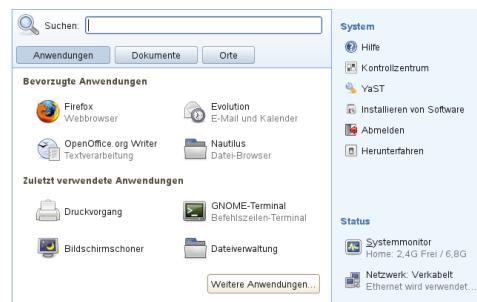 Suchen:
Anwendungen
Dokumente
Orte
Bevorzugte Anwendungen
Firefox
Webbrowser
Evolution
E-Mail und Kalender
OpenOffice.org Writer
Textverarbeitung
Nautilus
Datei-Browser
Zuletzt verwendete Anwendungen
Druckvorgang
GNOME-Terminal
Befehlszeilen-Terminal
Bildschirmschoner
Dateiverwaltung
Weitere Anwendungen...
System
Hilfe
Kontrollzentrum
YaST
Installieren von Software
Abmelden
Herunterfahren
Status
Systemmonitor
Home: 2,4G Frei / 6,8G
Netzwerk: Verkabelt
Ethernet wird verwendet...